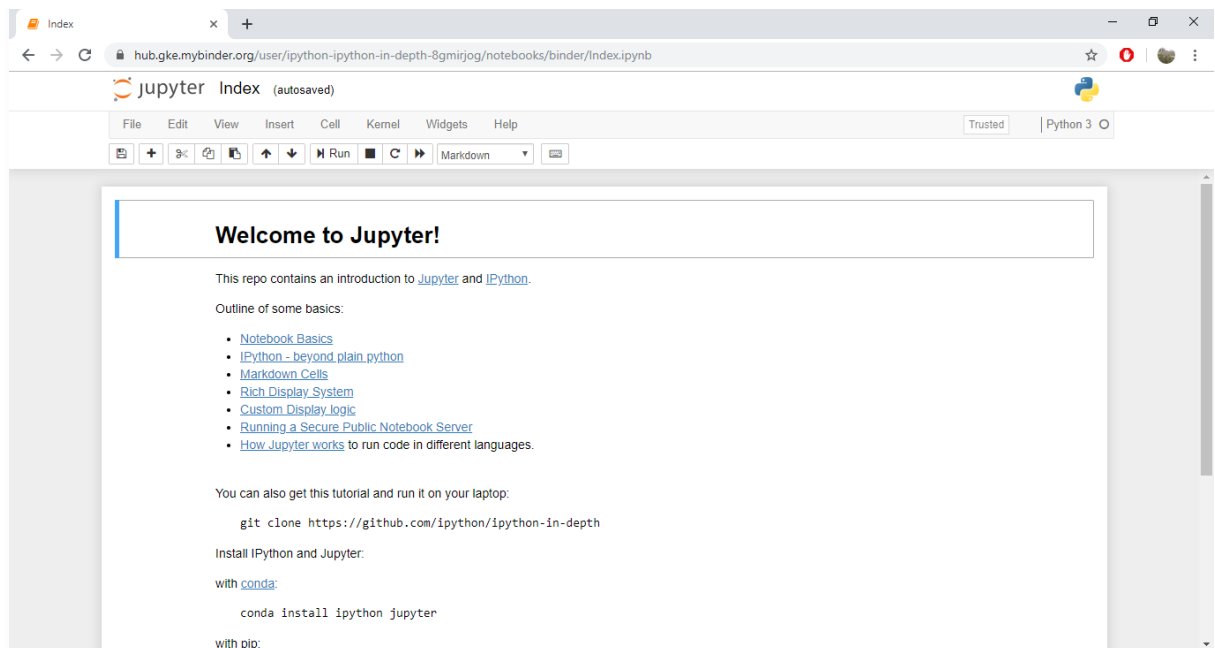 Index
hub.gke.mybinder.org/user/ipython-ipython-in-depth-8gmirjog/notebooks/binder/Index.ipynb
jupyter Index (autosaved)
File Edit View Insert Cell Kernel Widgets Help Trusted Python 3
Run Markdown
Welcome to Jupyter!
This repo contains an introduction to Jupyter and IPython.
Outline of some basics:
• Notebook Basics
• IPython - beyond plain python
• Markdown Cells
• Rich Display System
• Custom Display logic
• Running a Secure Public Notebook Server
• How Jupyter works to run code in different languages.
You can also get this tutorial and run it on your laptop:
git clone https://github.com/ipython/ipython-in-depth
Install IPython and Jupyter:
with conda:
conda install ipython jupyter
with pip: